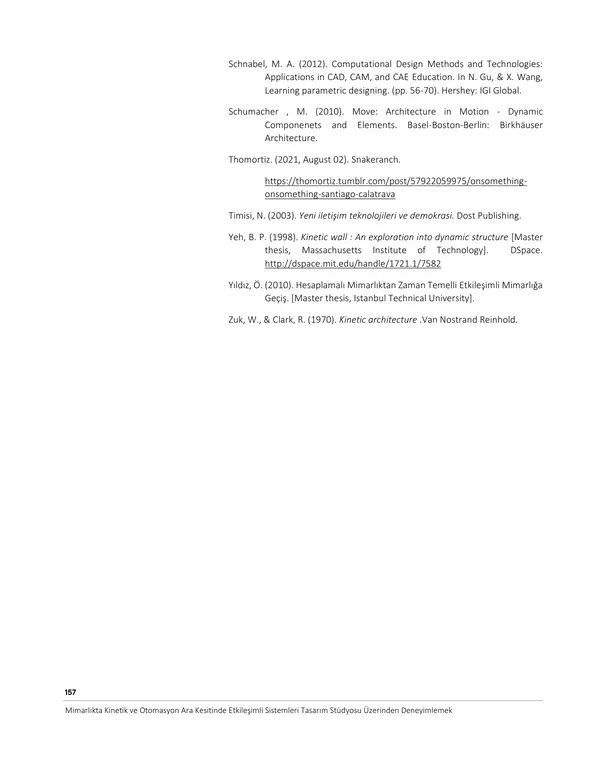 Schnabel, M. A. (2012). Computational Design Methods and Technologies:
Applications in CAD, CAM, and CAE Education. In N. Gu, & X. Wang,
Learning parametric designing. (pp. 56-70). Hershey: IGI Global.
Schumacher , M. (2010). Move: Architecture in Motion - Dynamic
Componenets and Elements. Basel-Boston-Berlin: Birkhäuser
Architecture.
Thomortiz. (2021, August 02). Snakeranch.
https://thomortiz.tumblr.com/post/57922059975/onsomething-
onsomething-santiago-calatrava
Timisi, N. (2003). Yeni iletişim teknolojileri ve demokrasi. Dost Publishing.
Yeh, B. P. (1998). Kinetic wall : An exploration into dynamic structure [Master
thesis, Massachusetts Institute of Technology]. DSpace.
http://dspace.mit.edu/handle/1721.1/7582
Yıldız, Ö. (2010). Hesaplamalı Mimarlıktan Zaman Temelli Etkileşimli Mimarlığa
Geçiş. [Master thesis, Istanbul Technical University].
Zuk, W., & Clark, R. (1970). Kinetic architecture .Van Nostrand Reinhold.
157
Mimarlıkta Kinetik ve Otomasyon Ara Kesitinde Etkileşimli Sistemleri Tasarım Stüdyosu Üzerinden Deneyimlemek